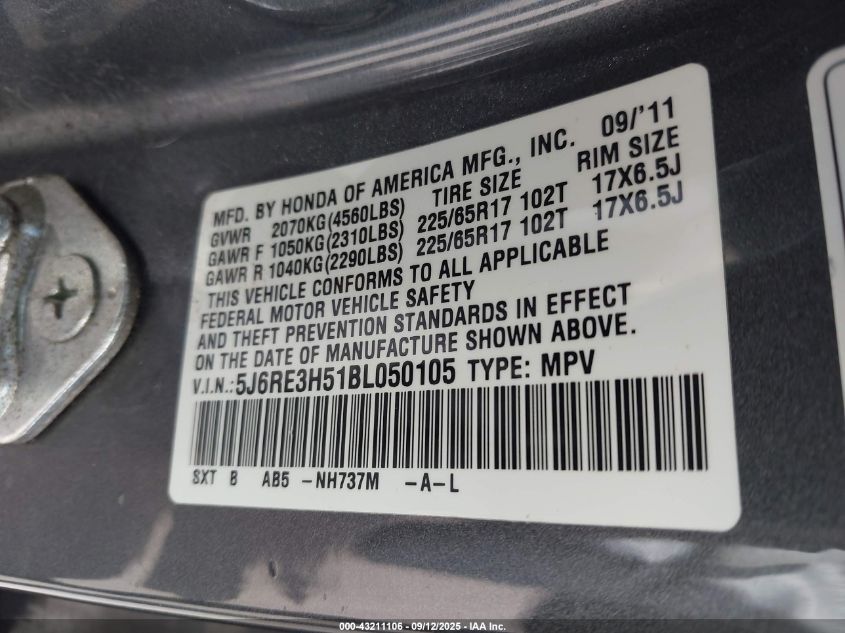 MFD. BY HONDA OF AMERICA MFG., INC. 09/'11
GVWR 2070KG(4560LBS) TIRE SIZE RIM SIZE
GAWR F 1050KG(2310LBS) 225/65R17 102T 17X6.5J
GAWR R 1040KG(2290LBS) 225/65R17 102T 17X6.5J
THIS VEHICLE CONFORMS TO ALL APPLICABLE
FEDERAL MOTOR VEHICLE SAFETY
AND THEFT PREVENTION STANDARDS IN EFFECT
ON THE DATE OF MANUFACTURE SHOWN ABOVE.
V.I.N.:5J6RE3H51BL050105 TYPE: MPV
SXT B AB5 -NH737M -A-L
000-43211106 - 09/12/2025 - IAA Inc.